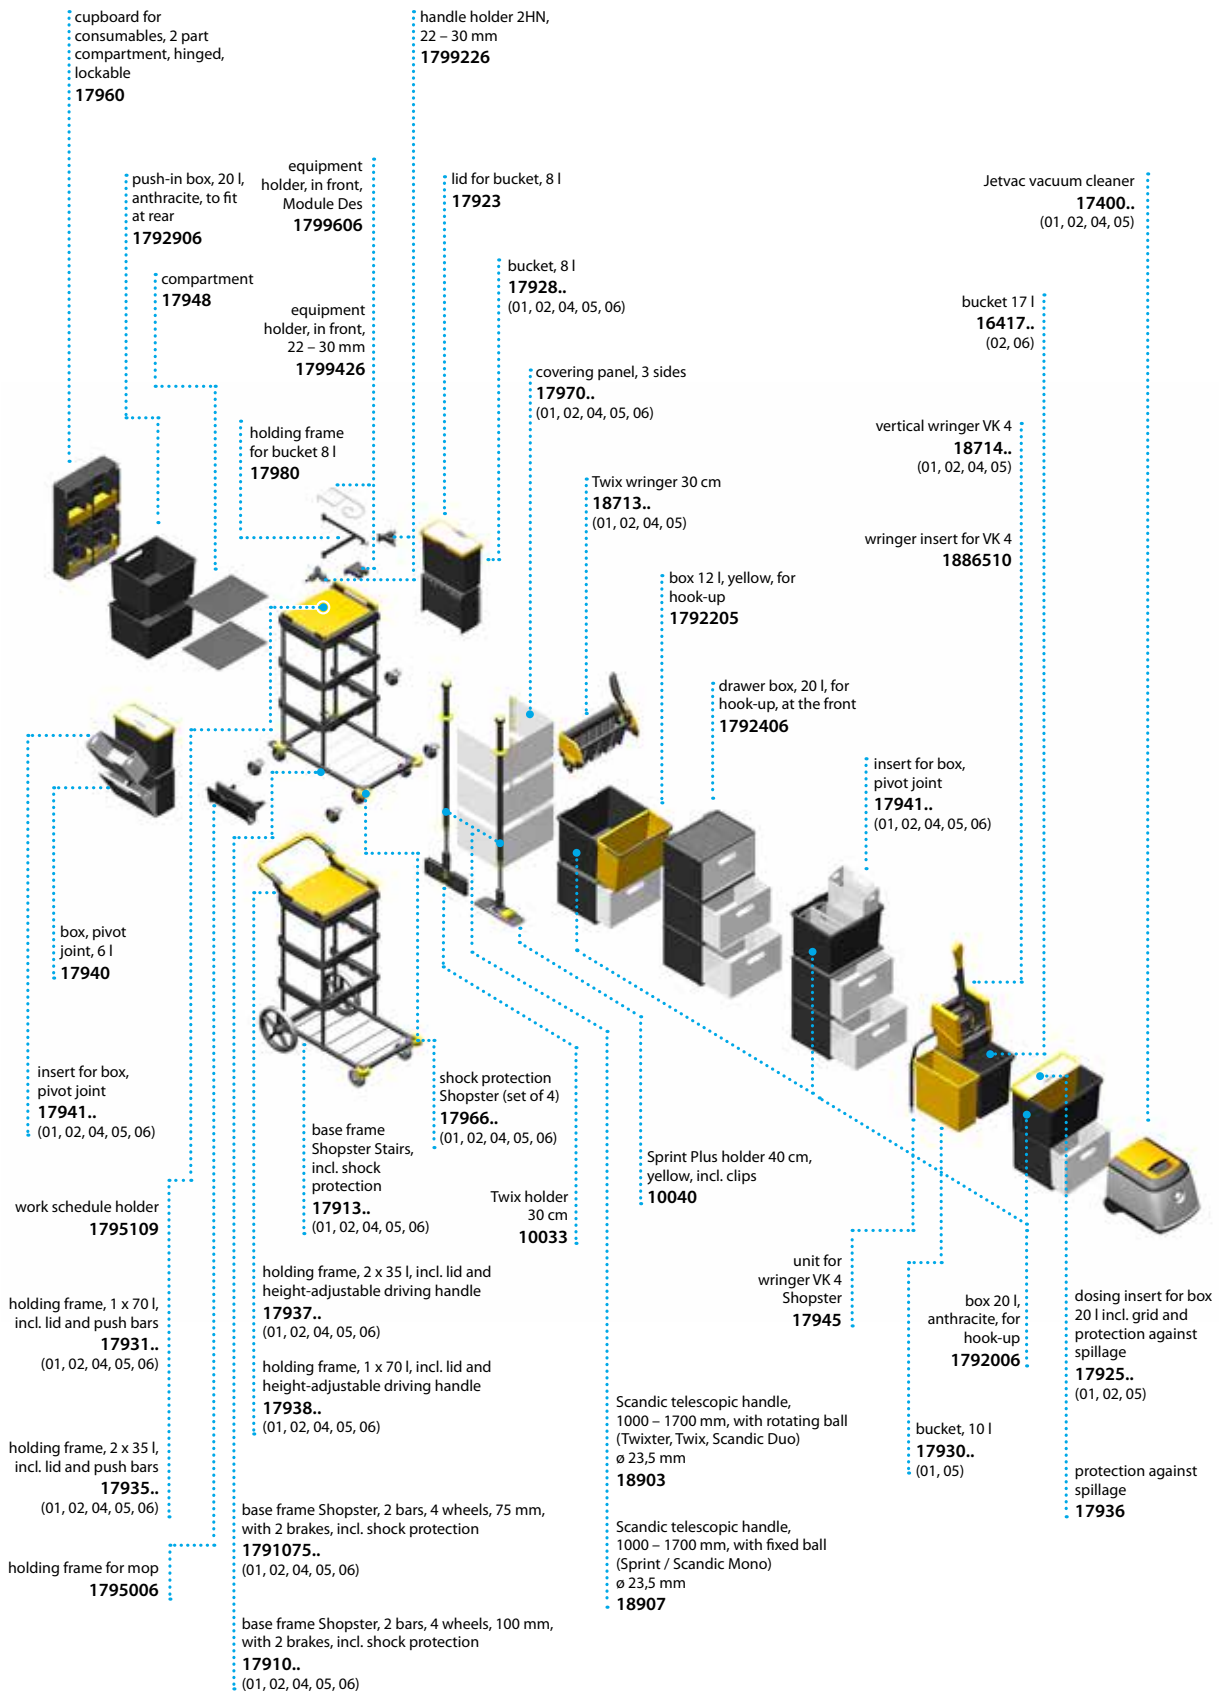 cupboard for
consumables, 2 part
compartment, hinged,
lockable
17960
handle holder 2HN,
22 – 30 mm
1799226
push-in box, 20 l,
anthracite, to fit
at rear
1792906
equipment
holder, in front,
Module Des
1799606
lid for bucket, 8 l
17923
Jetvac vacuum cleaner
17400..
(01, 02, 04, 05)
compartment
17948
bucket, 8 l
17928..
(01, 02, 04, 05, 06)
equipment
holder, in front,
22 – 30 mm
1799426
bucket 17 l
16417..
(02, 06)
covering panel, 3 sides
17970..
(01, 02, 04, 05, 06)
holding frame
for bucket 8 l
17980
vertical wringer VK 4
18714..
(01, 02, 04, 05)
Twix wringer 30 cm
18713..
(01, 02, 04, 05)
wringer insert for VK 4
1886510
box 12 l, yellow, for
hook-up
1792205
drawer box, 20 l, for
hook-up, at the front
1792406
insert for box,
pivot joint
17941..
(01, 02, 04, 05, 06)
box, pivot
joint, 6 l
17940
insert for box,
pivot joint
17941..
(01, 02, 04, 05, 06)
shock protection
Shopster (set of 4)
17966..
(01, 02, 04, 05, 06)
base frame
Shopster Stairs,
incl. shock
protection
17913..
(01, 02, 04, 05, 06)
Sprint Plus holder 40 cm,
yellow, incl. clips
10040
Twix holder
30 cm
10033
work schedule holder
1795109
unit for
wringer VK 4
Shopster
17945
holding frame, 2 x 35 l, incl. lid and
height-adjustable driving handle
17937..
(01, 02, 04, 05, 06)
holding frame, 1 x 70 l,
incl. lid and push bars
17931..
(01, 02, 04, 05, 06)
box 20 l,
anthracite, for
hook-up
1792006
dosing insert for box
20 l incl. grid and
protection against
spillage
17925..
(01, 02, 05)
holding frame, 1 x 70 l, incl. lid and
height-adjustable driving handle
17938..
(01, 02, 04, 05, 06)
Scandic telescopic handle,
1000 – 1700 mm, with rotating ball
(Twixter, Twix, Scandic Duo)
ø 23,5 mm
18903
bucket, 10 l
17930..
(01, 05)
holding frame, 2 x 35 l,
incl. lid and push bars
17935..
(01, 02, 04, 05, 06)
protection against
spillage
17936
base frame Shopster, 2 bars, 4 wheels, 75 mm,
with 2 brakes, incl. shock protection
1791075..
(01, 02, 04, 05, 06)
Scandic telescopic handle,
1000 – 1700 mm, with fixed ball
(Sprint / Scandic Mono)
ø 23,5 mm
18907
holding frame for mop
1795006
base frame Shopster, 2 bars, 4 wheels, 100 mm,
with 2 brakes, incl. shock protection
17910..
(01, 02, 04, 05, 06)